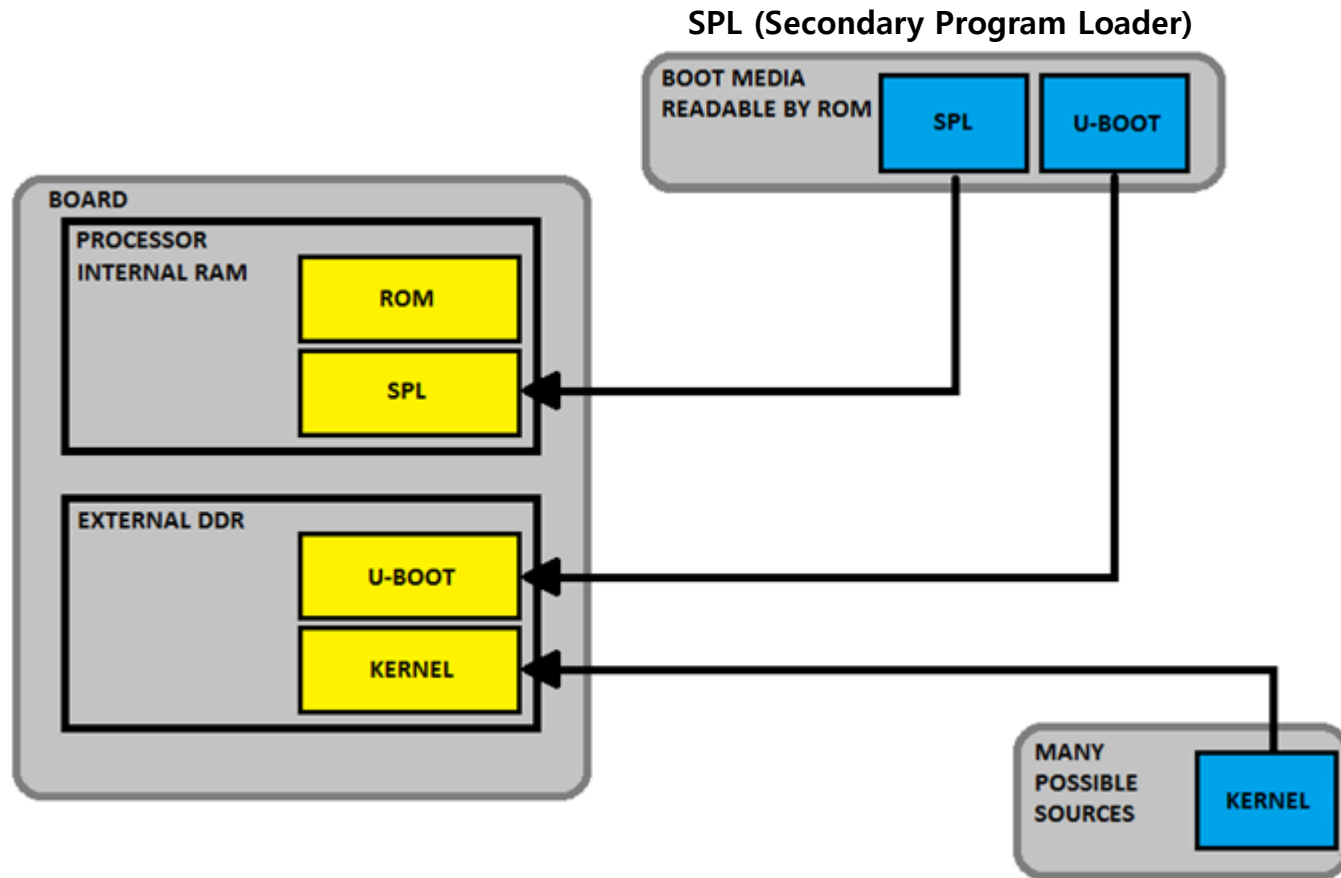 SPL (Secondary Program Loader)
BOOT MEDIA
READABLE BY ROM
SPL
U-BOOT
BOARD
PROCESSOR
INTERNAL RAM
ROM
SPL
EXTERNAL DDR
U-BOOT
KERNEL
MANY
POSSIBLE
SOURCES
KERNEL